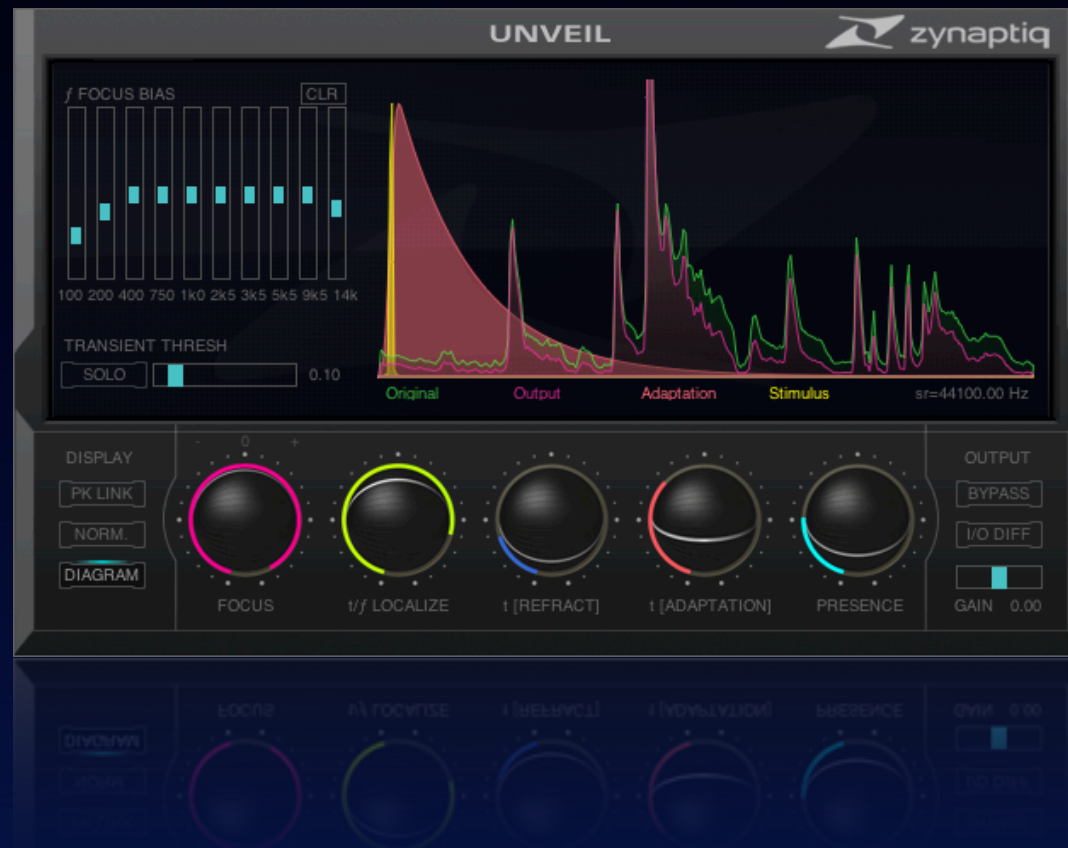 UNVEIL
zynaptiq
ƒ FOCUS BIAS
CLR
100 200 400 750 1k0 2k5 3k5 5k5 9k5 14k
TRANSIENT THRESH
SOLO 0.10
Original Output Adaptation Stimulus sr=44100.00 Hz
DISPLAY
PK LINK
NORM.
DIAGRAM
- 0 +
FOCUS
t/ƒ LOCALIZE
t [REFRACT]
t [ADAPTATION]
PRESENCE
OUTPUT
BYPASS
I/O DIFF
GAIN 0.00